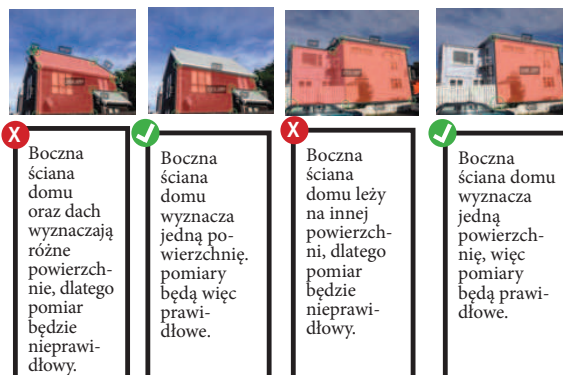 X
Boczna
ściana
domu
oraz dach
wyznaczają
różne
powierzch-
nie, dlatego
pomiar
będzie
nieprawi-
dłowy.
Boczna
ściana
domu
wyznacza
jedną po-
wierzchnię.
pomiary
będą więc
prawi-
dłowe.
X
Boczna
ściana
domu leży
na innej
powierzch-
ni, dlatego
pomiar
będzie
nieprawi-
dłowy.
Boczna
ściana domu
wyznacza
jedną
powierzch-
nię, więc
pomiary
będą prawi-
dłowe.